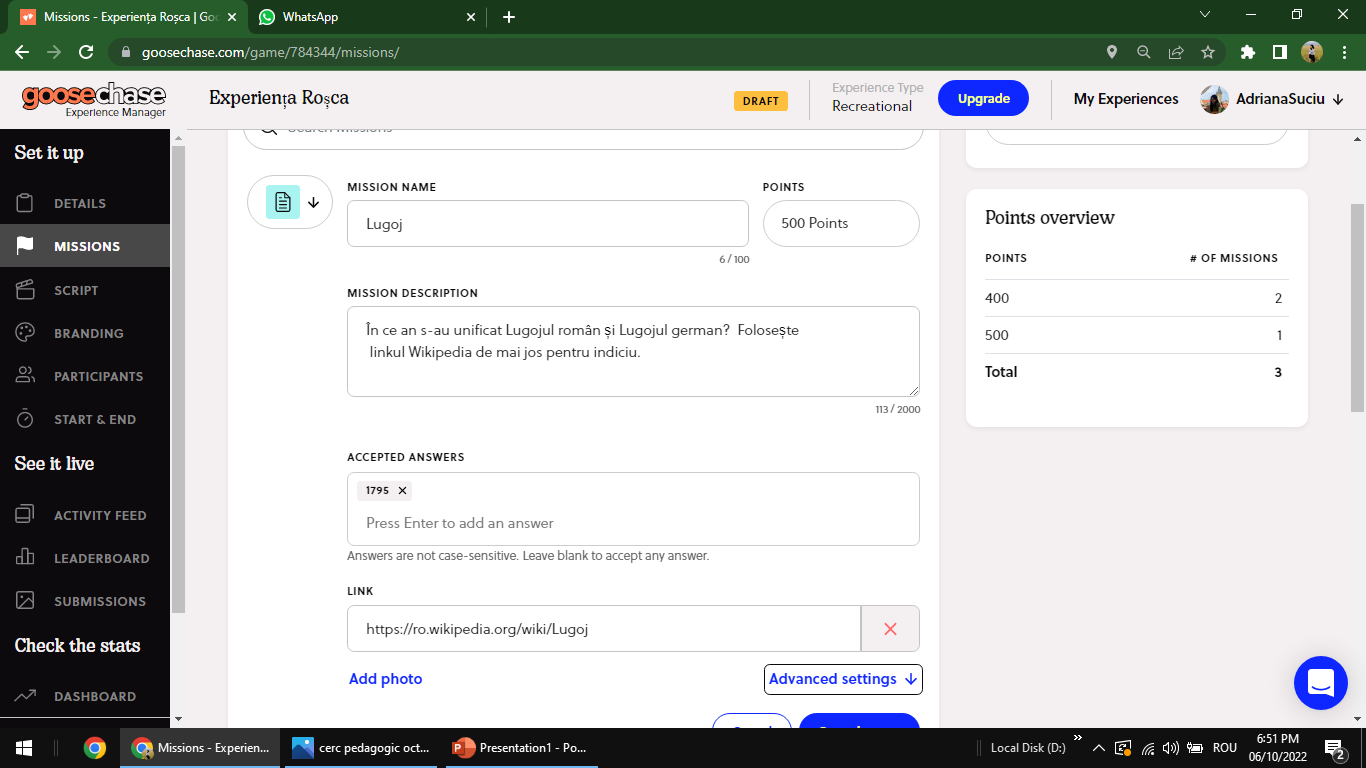 Missions - Experiența Roșca | Goo
WhatsApp
goosechase.com/game/784344/missions/
goosechase
Experience Manager
Experiența Roșca
DRAFT
Experience Type
Recreational
Upgrade
My Experiences
AdrianaSuciu
Set it up
DETAILS
MISSIONS
SCRIPT
BRANDING
PARTICIPANTS
START & END
See it live
ACTIVITY FEED
LEADERBOARD
SUBMISSIONS
Check the stats
DASHBOARD
Search Missions
MISSION NAME
Lugoj
6 / 100
POINTS
500 Points
MISSION DESCRIPTION
În ce an s-au unificat Lugojul român și Lugojul german?  Folosește
linkul Wikipedia de mai jos pentru indiciu.
113 / 2000
ACCEPTED ANSWERS
1795
Press Enter to add an answer
Answers are not case-sensitive. Leave blank to accept any answer.
LINK
https://ro.wikipedia.org/wiki/Lugoj
Add photo
Advanced settings
Points overview
POINTS # OF MISSIONS
400 2
500 1
Total 3
Missions - Experien...
cerc pedagogic oct...
Presentation1 - Po...
Local Disk (D:)
ROU
6:51 PM
06/10/2022
2